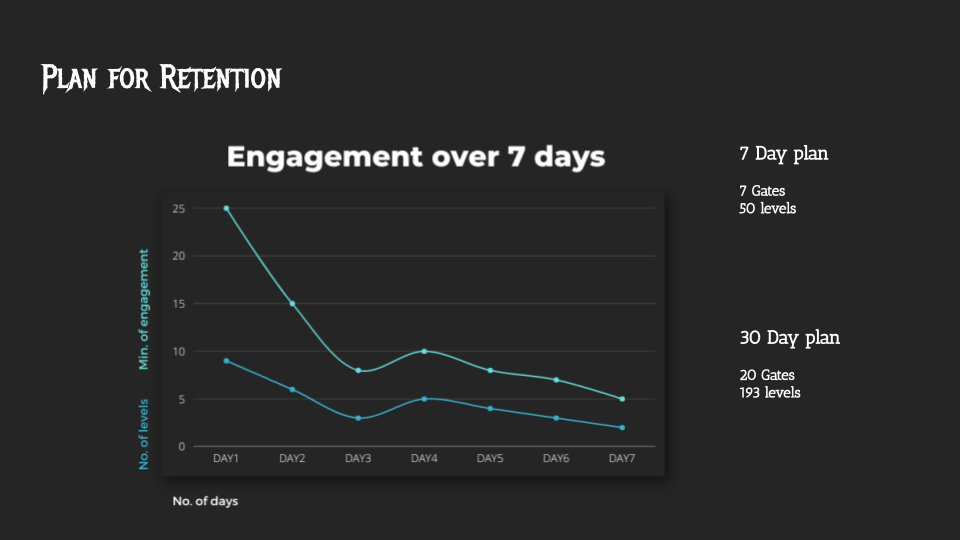 Plan for Retention
Engagement over 7 days
25
20
15
10
5
0
Min. of engagement
No. of levels
DAY1 DAY2 DAY3 DAY4 DAY5 DAY6 DAY7
No. of days
7 Day plan
7 Gates
50 levels
30 Day plan
20 Gates
193 levels